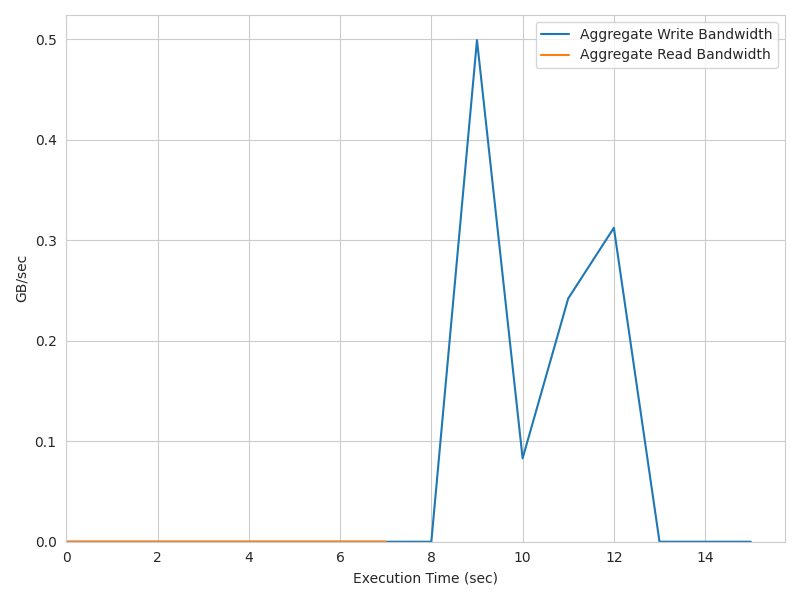 Aggregate Write Bandwidth
Aggregate Read Bandwidth
0.5
0.4
0.3
0.2
0.1
0.0
GB/sec
0 2 4 6 8 10 12 14
Execution Time (sec)